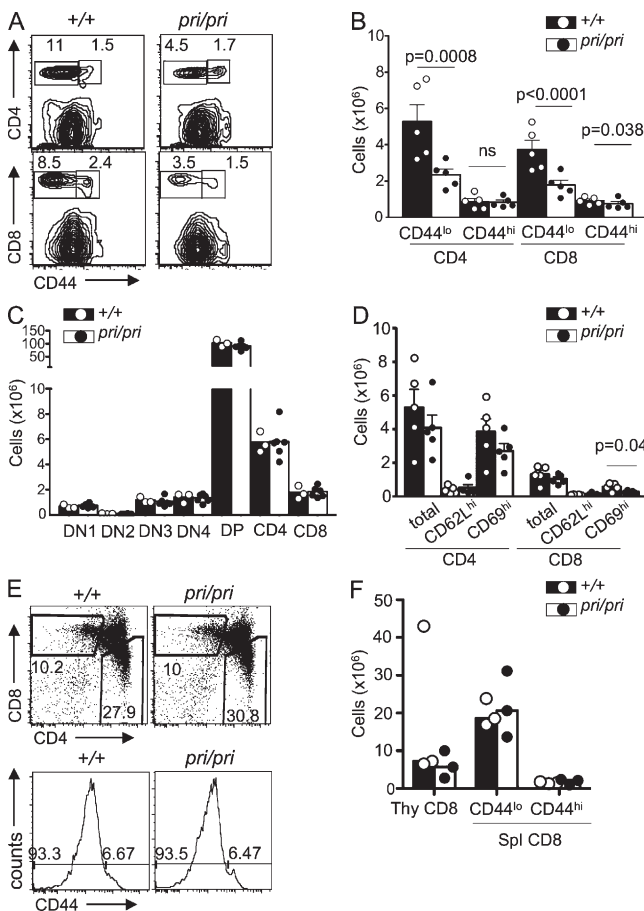 A
+/+
pri/pri
11
1.5
4.5
1.7
CD4
8.5
2.4
3.5
1.5
CD8
CD44
B
+/+
pri/pri
p=0.0008
p<0.0001
p=0.038
ns
Cells (x10⁶)
10
8
6
4
2
0
CD44lo CD44hi CD44lo CD44hi
CD4
CD8
C
+/+
pri/pri
Cells (x10⁶)
150
100
50
10
8
6
4
2
0
DN1 DN2 DN3 DN4 DP CD4 CD8
D
+/+
pri/pri
Cells (x10⁶)
10
8
6
4
2
0
p=0.04
total CD62Lhi CD69hi total CD62Lhi CD69hi
CD4
CD8
E
+/+
pri/pri
10.2
27.9
10
30.8
CD8
CD4
+/+
pri/pri
93.3
6.67
93.5
6.47
counts
CD44
F
+/+
pri/pri
Cells (x10⁶)
50
40
30
20
10
0
Thy CD8 CD44lo CD44hi
Spl CD8